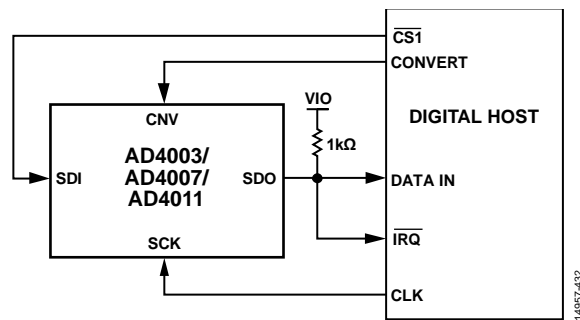 CS1
CONVERT
VIO
CNV
DIGITAL HOST
1kΩ
AD4003/
AD4007/
AD4011
SDI
SDO
DATA IN
SCK
IRQ
CLK
14957-432